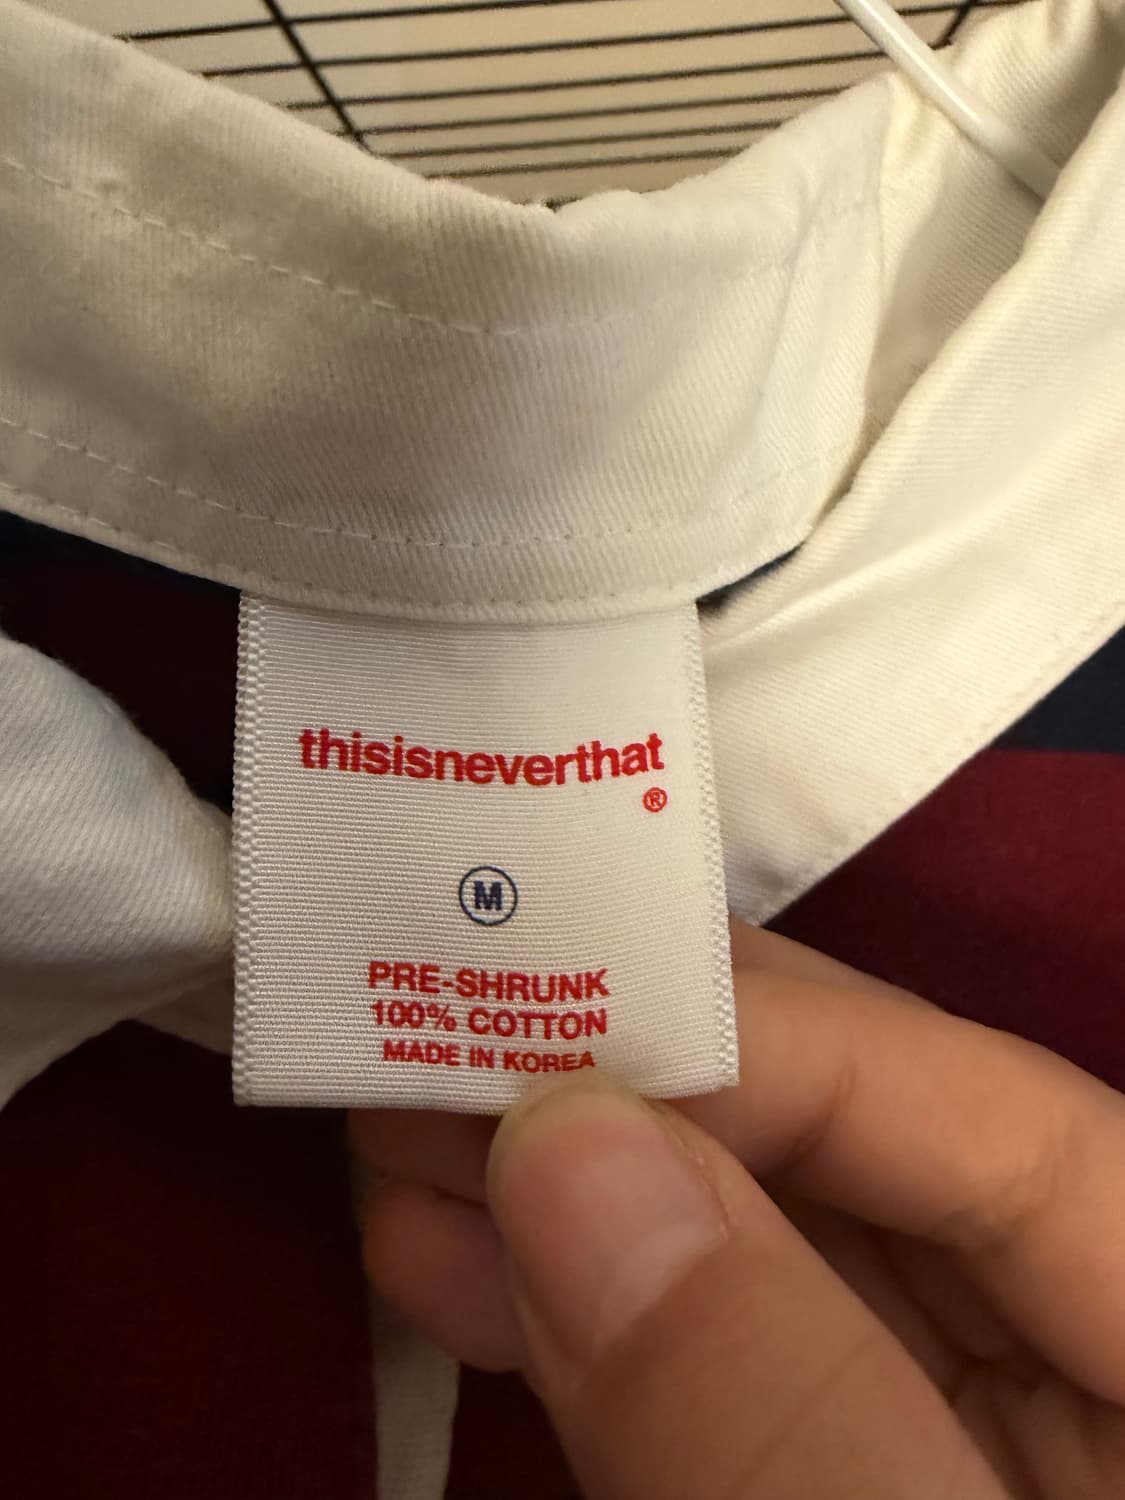 thisisneverthat
®
M
PRE-SHRUNK
100% COTTON
MADE IN KOREA